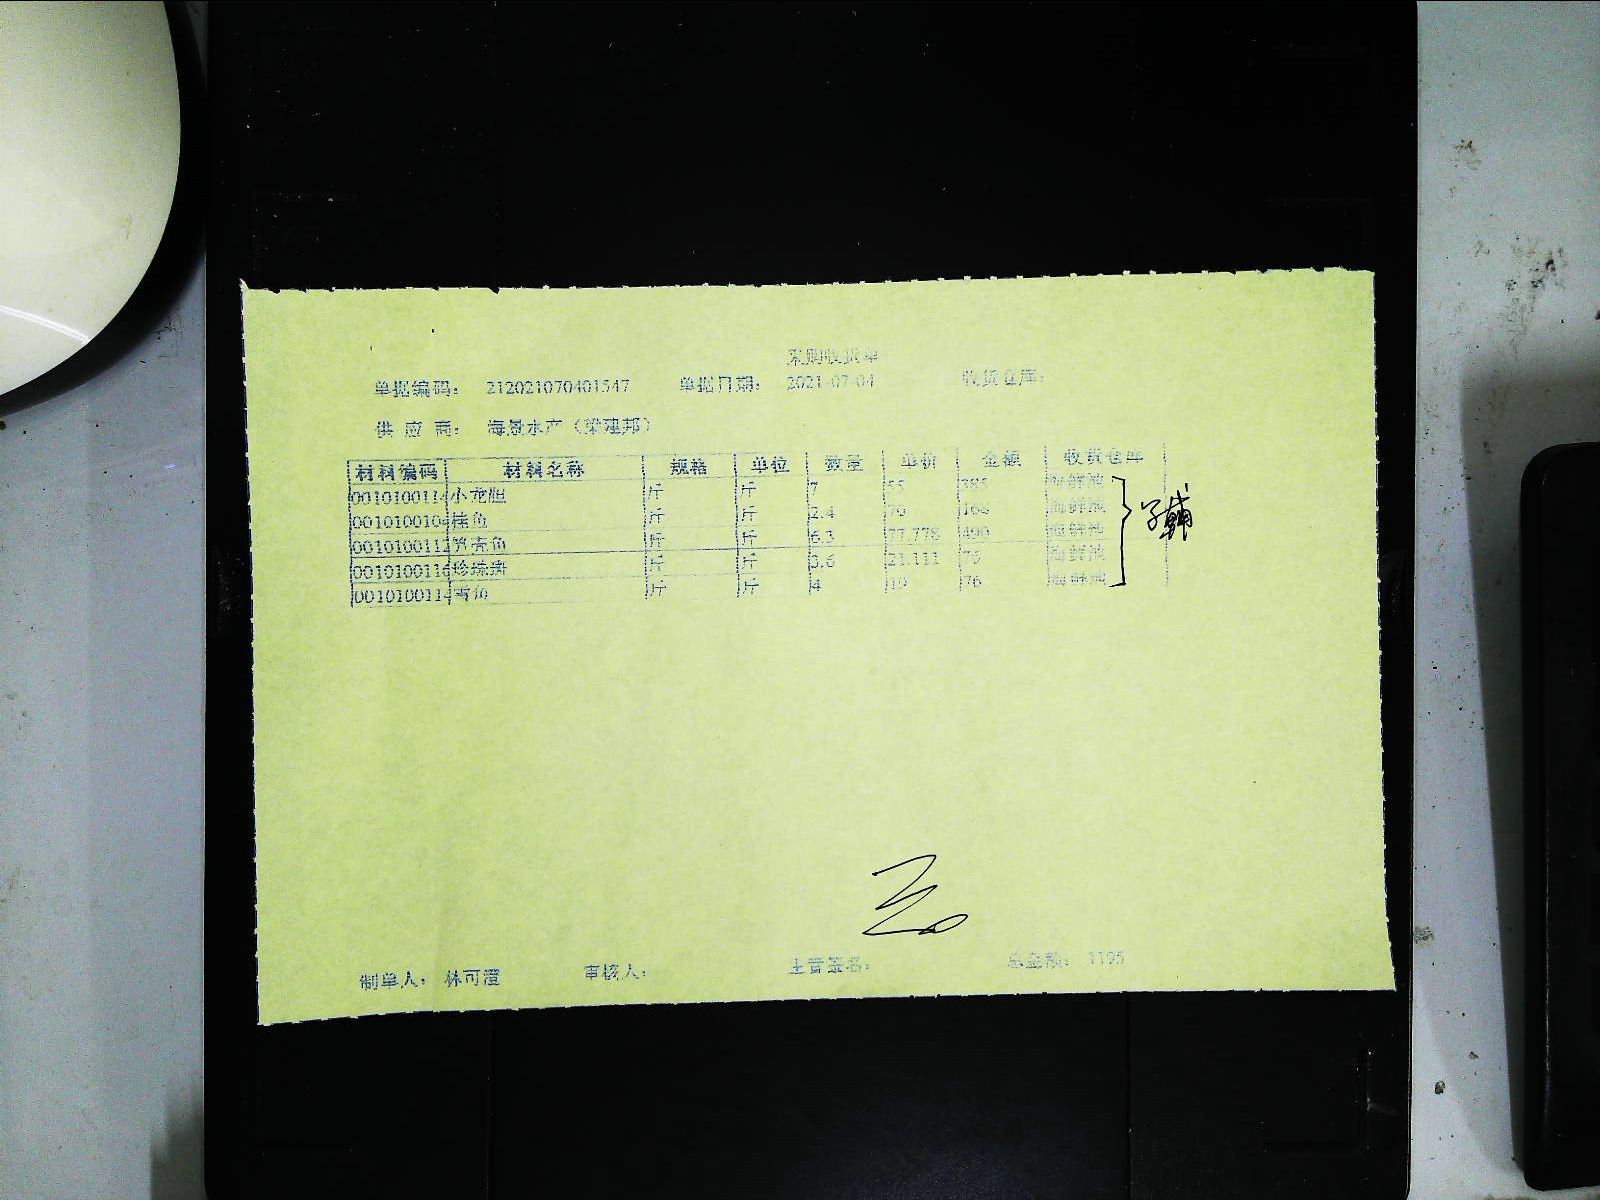 采购收货单
单据编码： 212021070401547 单据日期： 2021-07-04 收货仓库：
供 应 商： 海景水产（梁建邦）
材料编码 材料名称 规格 单位 数量 单价 金额 收货仓库
0010100114 小龙胆 斤 斤 7 55 385 海鲜池
0010100104 桂鱼 斤 斤 2.4 70 168 海鲜池
0010100112 笋壳鱼 斤 斤 6.3 77.778 490 海鲜池
0010100116 珍珠斑 斤 斤 3.6 21.111 76 海鲜池
0010100114 斤 斤 4 19 76 海鲜池
制单人： 林可澄 审核人： 主管签名： 总金额： 1195